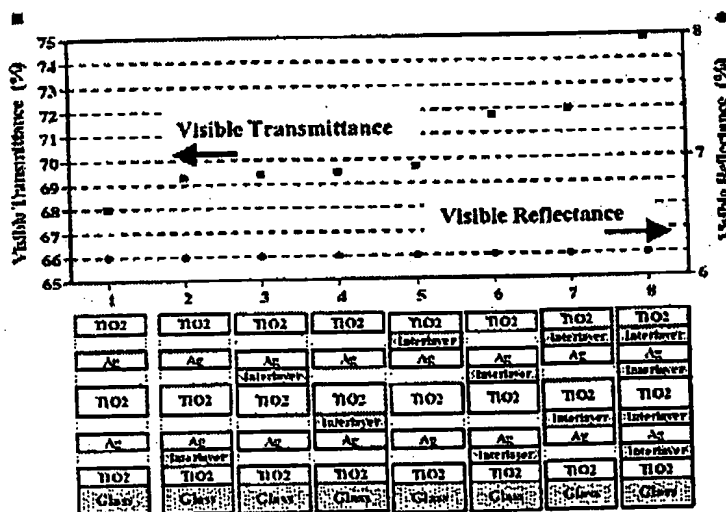 75
74
73
72
71
70
69
68
67
66
65
Visible Transmittance (%)
8
7
6
Visible Reflectance (%)
Visible Transmittance
Visible Reflectance
1 2 3 4 5 6 7 8
TiO2 TiO2 TiO2 TiO2 TiO2 TiO2 TiO2 TiO2
Interlayer Interlayer Interlayer
Ag Ag Ag Ag Ag Ag Ag Ag
Interlayer Interlayer Interlayer
TiO2 TiO2 TiO2 TiO2 TiO2 TiO2 TiO2 TiO2
Interlayer Interlayer Interlayer
Ag Ag Ag Ag Ag Ag Ag Ag
Interlayer Interlayer Interlayer
TiO2 TiO2 TiO2 TiO2 TiO2 TiO2 TiO2 TiO2
Glass Glass Glass Glass Glass Glass Glass Glass